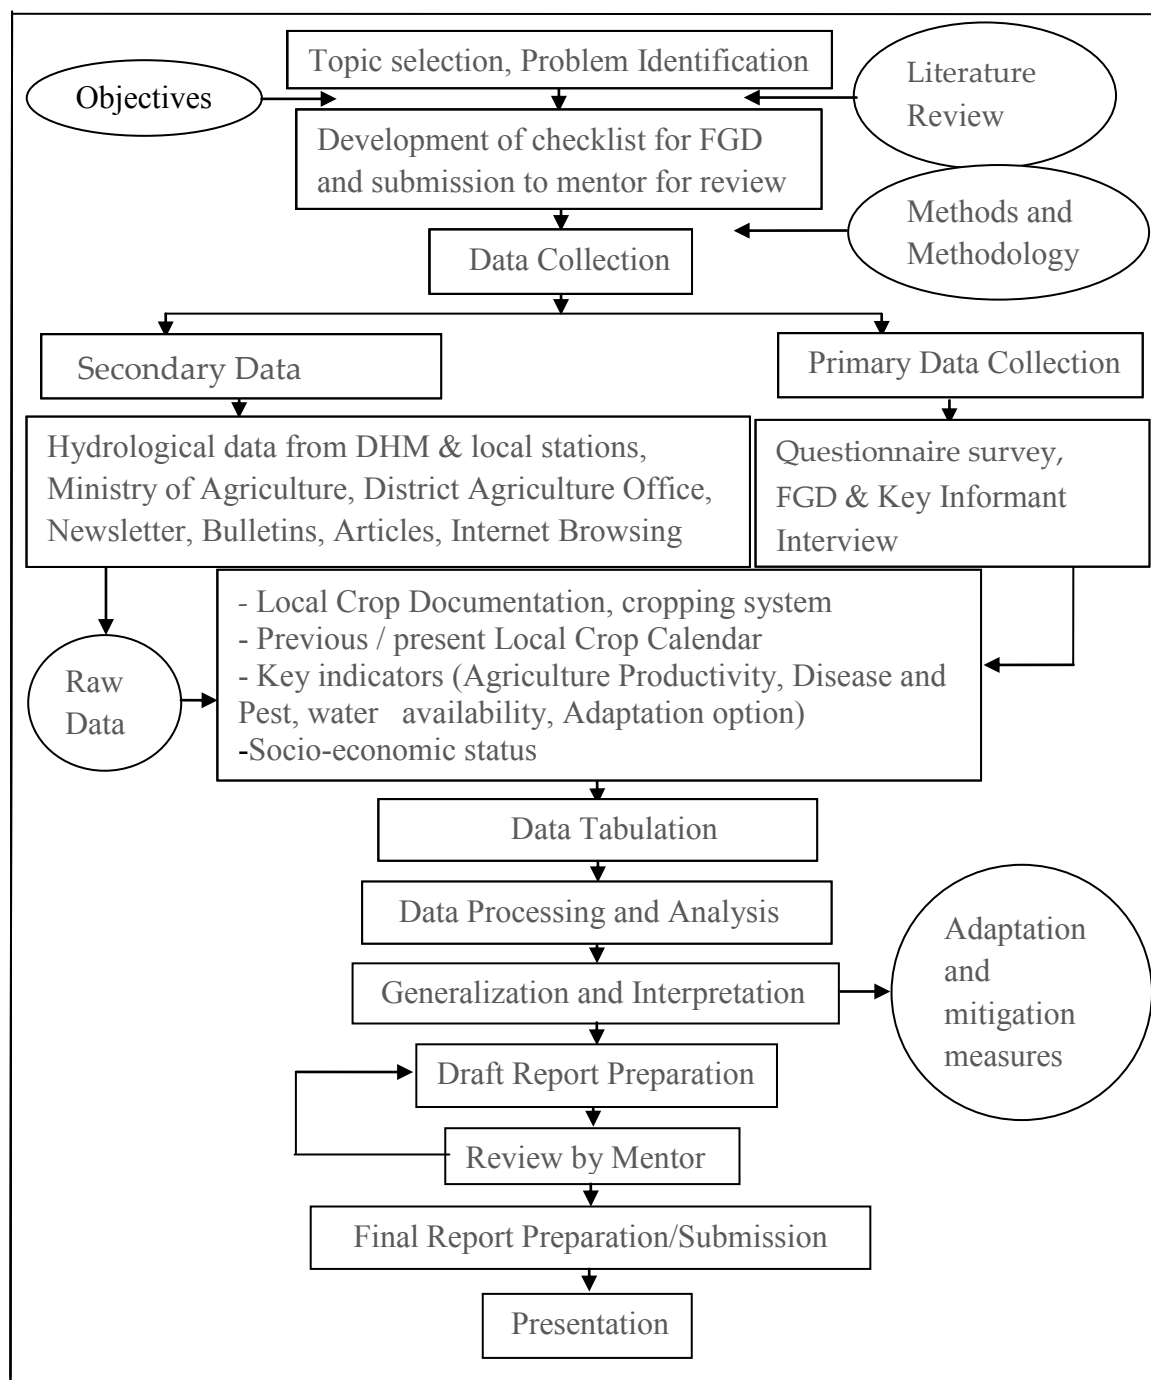 Topic selection, Problem Identification
Objectives
Literature
Review
Development of checklist for FGD
and submission to mentor for review
Methods and
Methodology
Data Collection
Secondary Data
Primary Data Collection
Hydrological data from DHM & local stations,
Ministry of Agriculture, District Agriculture Office,
Newsletter, Bulletins, Articles, Internet Browsing
Questionnaire survey,
FGD & Key Informant
Interview
- Local Crop Documentation, cropping system
- Previous / present Local Crop Calendar
- Key indicators (Agriculture Productivity, Disease and
Pest, water availability, Adaptation option)
-Socio-economic status
Raw
Data
Data Tabulation
Data Processing and Analysis
Generalization and Interpretation
Adaptation
and
mitigation
measures
Draft Report Preparation
Review by Mentor
Final Report Preparation/Submission
Presentation